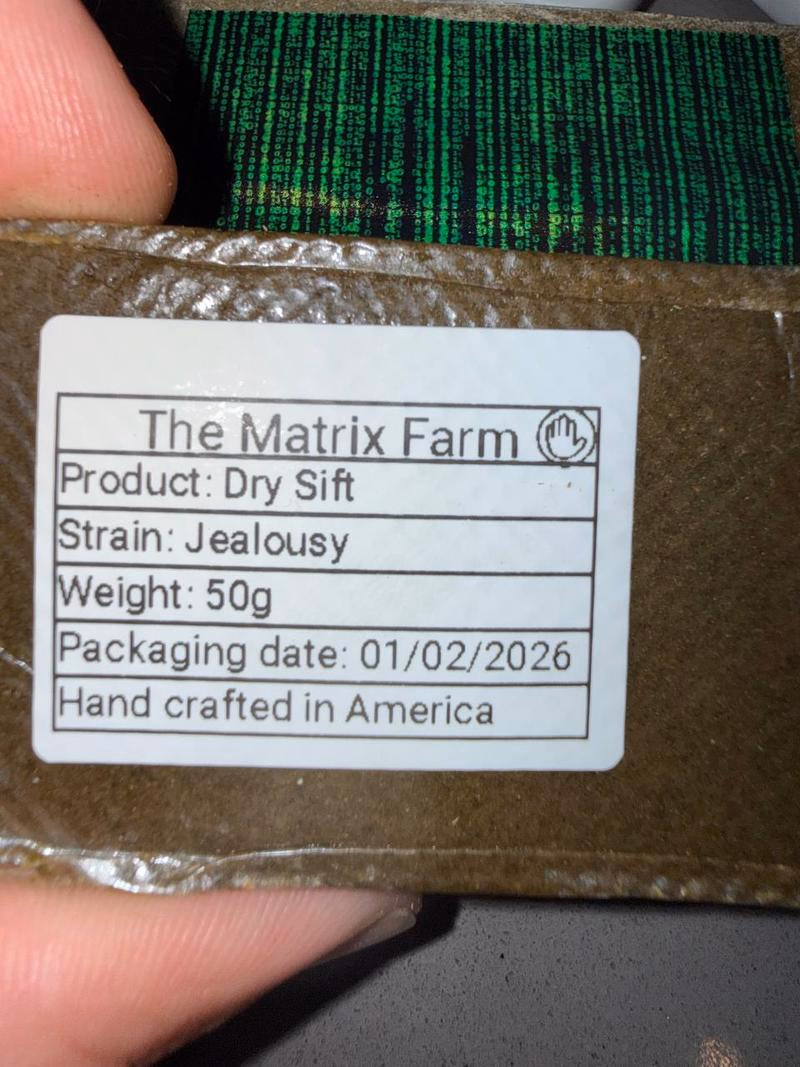 The Matrix Farm
Product: Dry Sift
Strain: Jealousy
Weight: 50g
Packaging date: 01/02/2026
Hand crafted in America